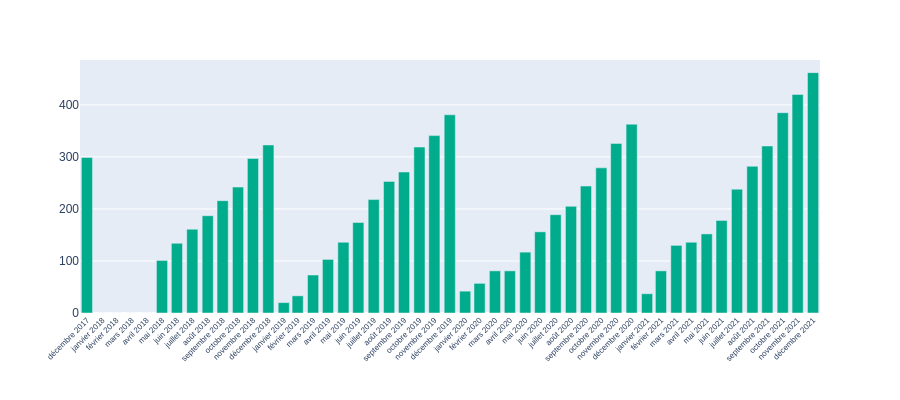 400
300
200
100
0
décembre 2017
janvier 2018
février 2018
mars 2018
avril 2018
mai 2018
juin 2018
juillet 2018
août 2018
septembre 2018
octobre 2018
novembre 2018
décembre 2018
janvier 2019
février 2019
mars 2019
avril 2019
mai 2019
juin 2019
juillet 2019
août 2019
septembre 2019
octobre 2019
novembre 2019
décembre 2019
janvier 2020
février 2020
mars 2020
avril 2020
mai 2020
juin 2020
juillet 2020
août 2020
septembre 2020
octobre 2020
novembre 2020
décembre 2020
janvier 2021
février 2021
mars 2021
avril 2021
mai 2021
juin 2021
juillet 2021
août 2021
septembre 2021
octobre 2021
novembre 2021
décembre 2021